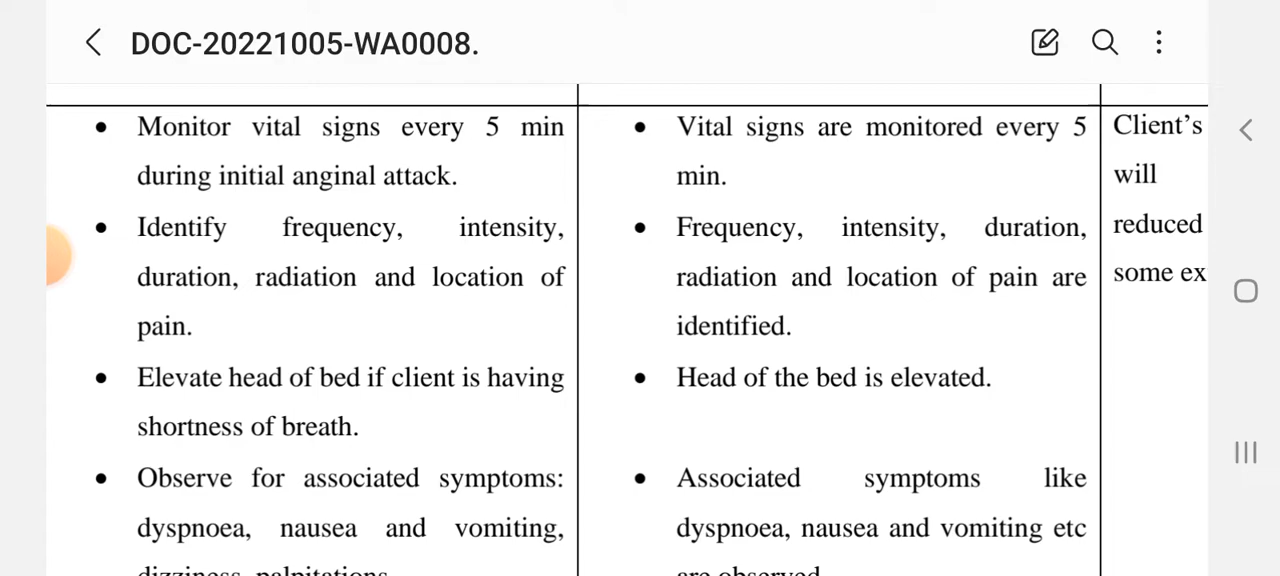 DOC-20221005-WA0008.
• Monitor vital signs every 5 min
during initial anginal attack.
• Identify frequency, intensity,
duration, radiation and location of
pain.
• Elevate head of bed if client is having
shortness of breath.
• Observe for associated symptoms:
dyspnoea, nausea and vomiting,
dizziness, palpitations
• Vital signs are monitored every 5
min.
• Frequency, intensity, duration,
radiation and location of pain are
identified.
• Head of the bed is elevated.
• Associated symptoms like
dyspnoea, nausea and vomiting etc
are observed
Client’s
will
reduced
some ex